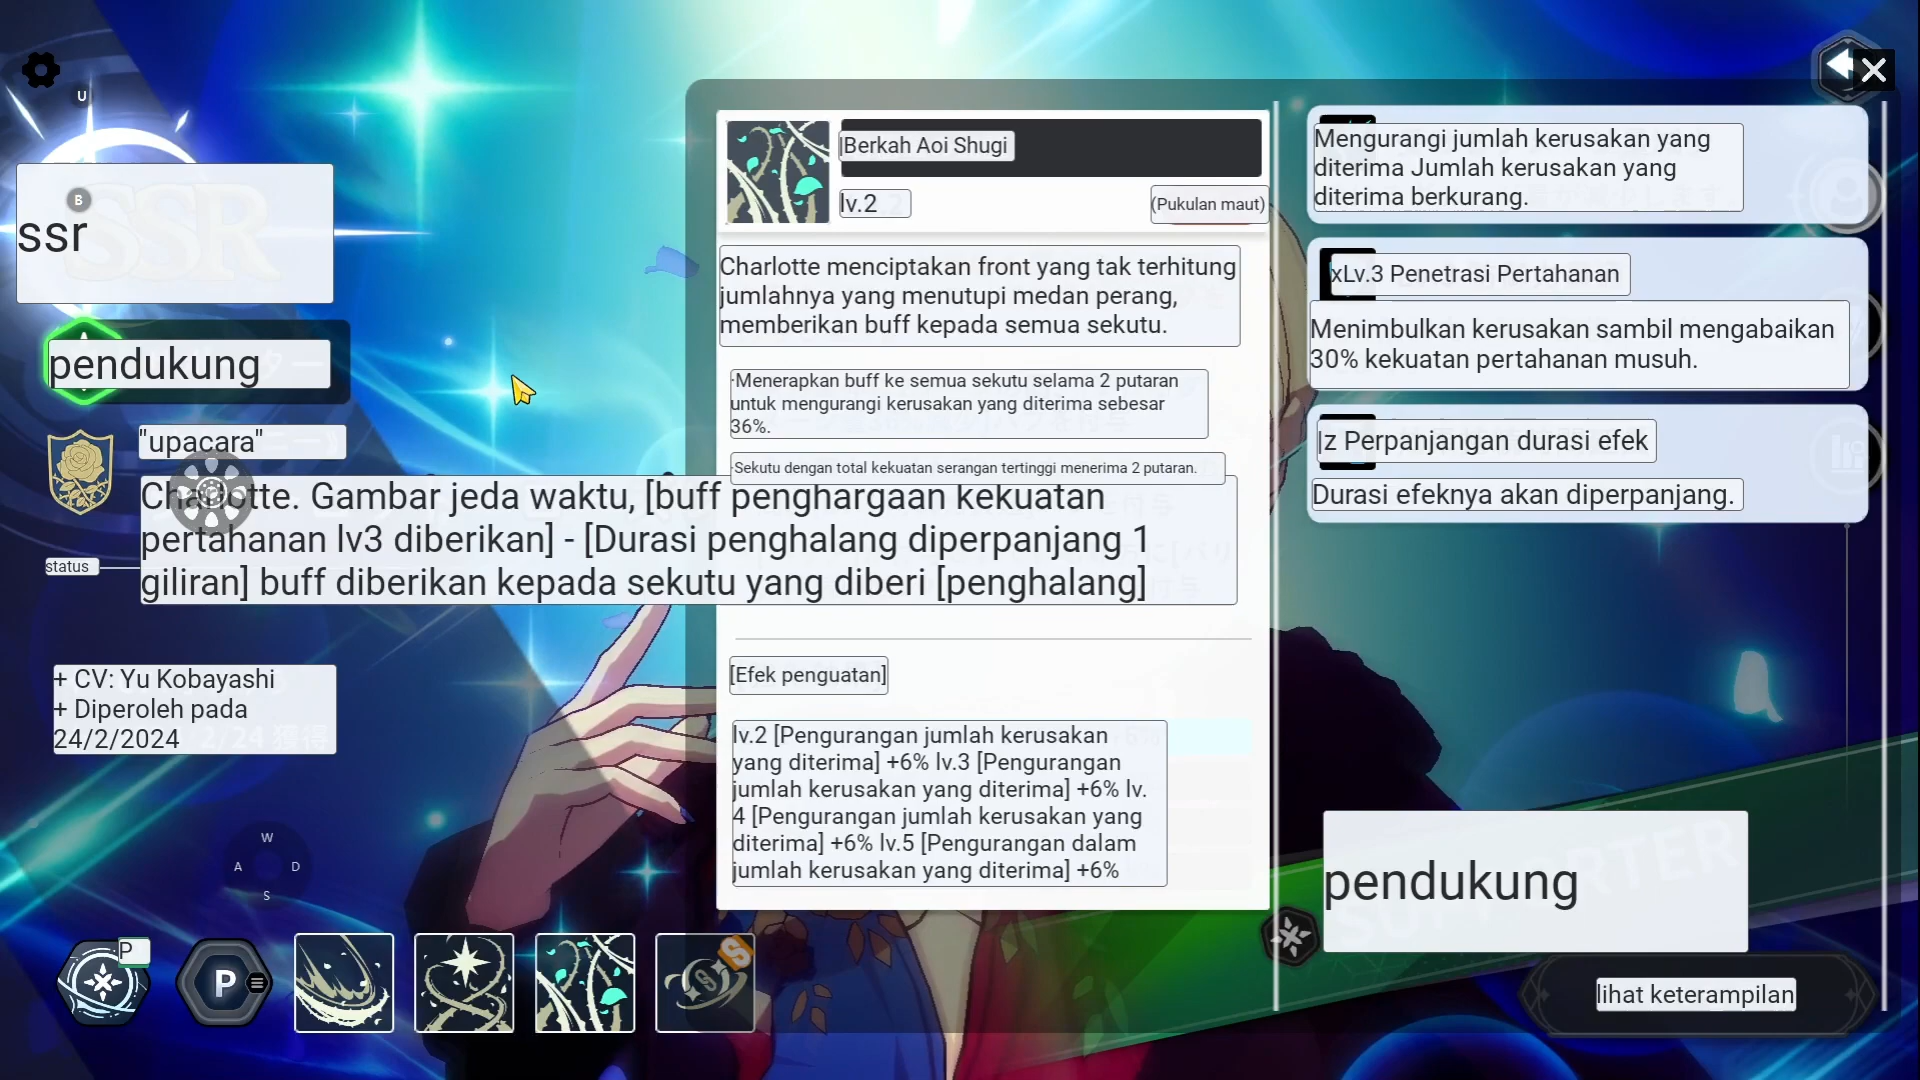 U
B
ssr
pendukung
"upacara"
Charlotte. Gambar jeda waktu, [buff penghargaan kekuatan
pertahanan lv3 diberikan] - [Durasi penghalang diperpanjang 1
giliran] buff diberikan kepada sekutu yang diberi [penghalang]
status
+ CV: Yu Kobayashi
+ Diperoleh pada
24/2/2024
W
A D
S
P
P
S
|Berkah Aoi Shugi
lv.2
(Pukulan maut)
Charlotte menciptakan front yang tak terhitung
jumlahnya yang menutupi medan perang,
memberikan buff kepada semua sekutu.
·Menerapkan buff ke semua sekutu selama 2 putaran
untuk mengurangi kerusakan yang diterima sebesar
36%.
·Sekutu dengan total kekuatan serangan tertinggi menerima 2 putaran.
[Efek penguatan]
lv.2 [Pengurangan jumlah kerusakan
yang diterima] +6% lv.3 [Pengurangan
jumlah kerusakan yang diterima] +6% lv.
4 [Pengurangan jumlah kerusakan yang
diterima] +6% lv.5 [Pengurangan dalam
jumlah kerusakan yang diterima] +6%
Mengurangi jumlah kerusakan yang
diterima Jumlah kerusakan yang
diterima berkurang.
xLv.3 Penetrasi Pertahanan
Menimbulkan kerusakan sambil mengabaikan
30% kekuatan pertahanan musuh.
|z Perpanjangan durasi efek
Durasi efeknya akan diperpanjang.
pendukung
lihat keterampilan